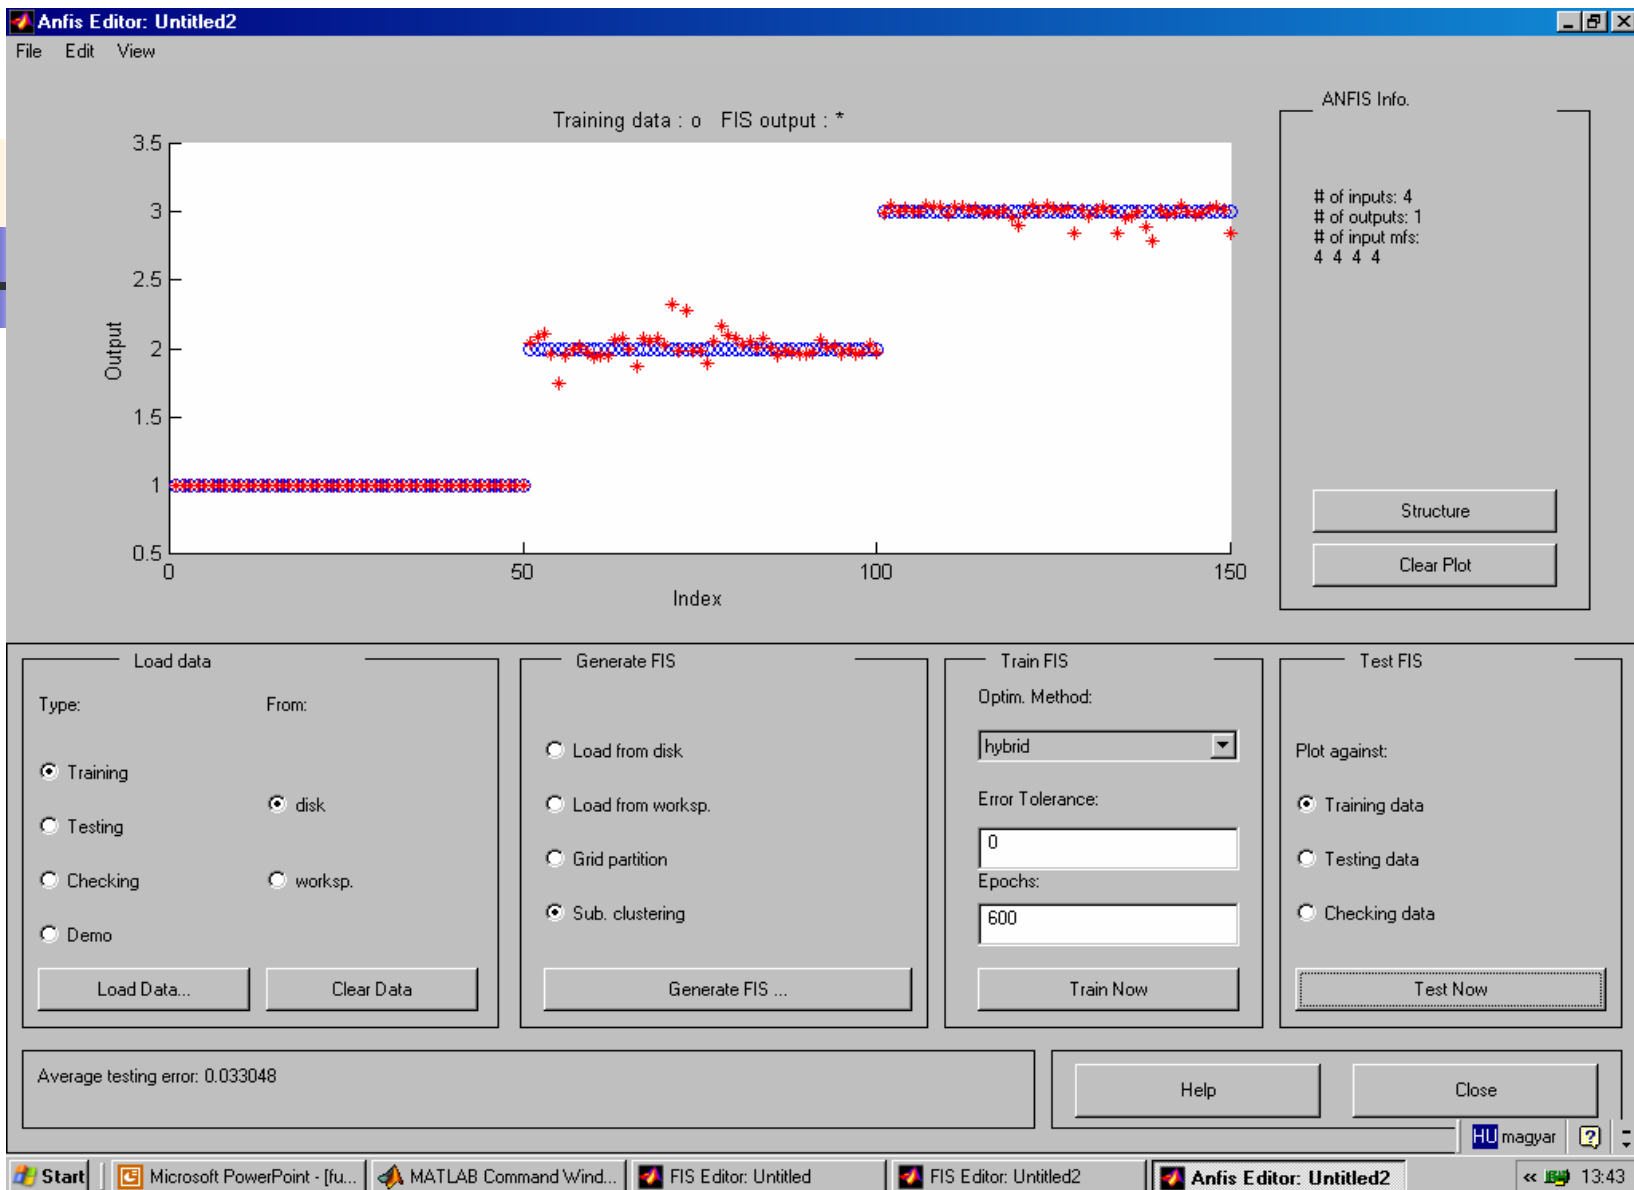 Anfis Editor: Untitled2
File Edit View
Training data : o FIS output : *
3.5
3
2.5
2
1.5
1
0.5
Output
0 50 100 150
Index
ANFIS Info.
# of inputs: 4
# of outputs: 1
# of input mfs:
4 4 4 4
Structure
Clear Plot
Load data
Type: From:
Training
disk
Testing
Checking
worksp.
Demo
Load Data...
Clear Data
Generate FIS
Load from disk
Load from worksp.
Grid partition
Sub. clustering
Generate FIS ...
Train FIS
Optim. Method:
hybrid
Error Tolerance:
0
Epochs:
600
Train Now
Test FIS
Plot against:
Training data
Testing data
Checking data
Test Now
Average testing error: 0.033048
Help
Close
HU magyar
Start
Microsoft PowerPoint - [fu...
MATLAB Command Wind...
FIS Editor: Untitled
FIS Editor: Untitled2
Anfis Editor: Untitled2
« 13:43